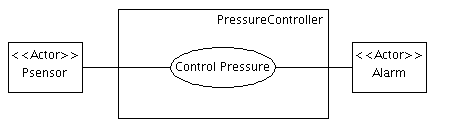 PressureController
<<Actor>>
Psensor
Control Pressure
<<Actor>>
Alarm